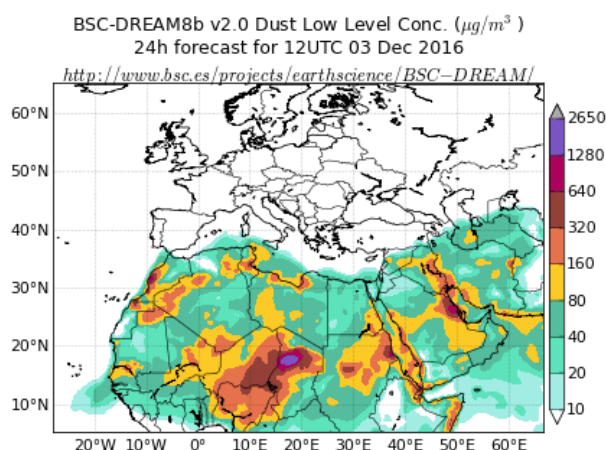 BSC-DREAM8b v2.0 Dust Low Level Conc. (μg/m³ )
24h forecast for 12UTC 03 Dec 2016
http://www.bsc.es/projects/earthscience/BSC−DREAM/
60°N
50°N
40°N
30°N
20°N
10°N
20°W
10°W
0°
10°E
20°E
30°E
40°E
50°E
60°E
2650
1280
640
320
160
80
40
20
10